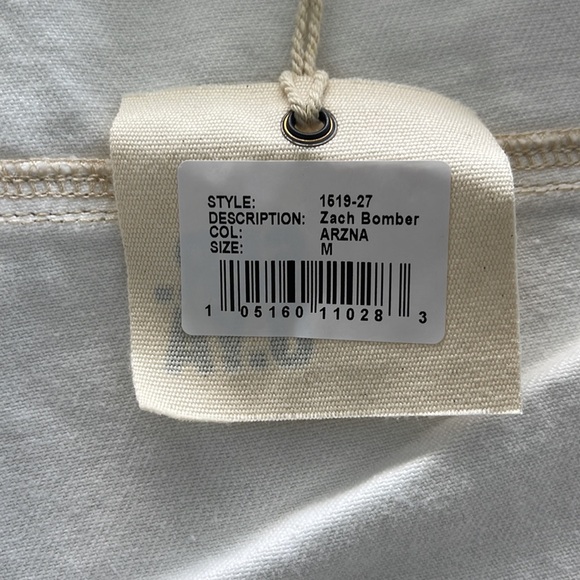 STYLE: 1519-27
DESCRIPTION: Zach Bomber
COL: ARZNA
SIZE: M
1 05160 11028 3